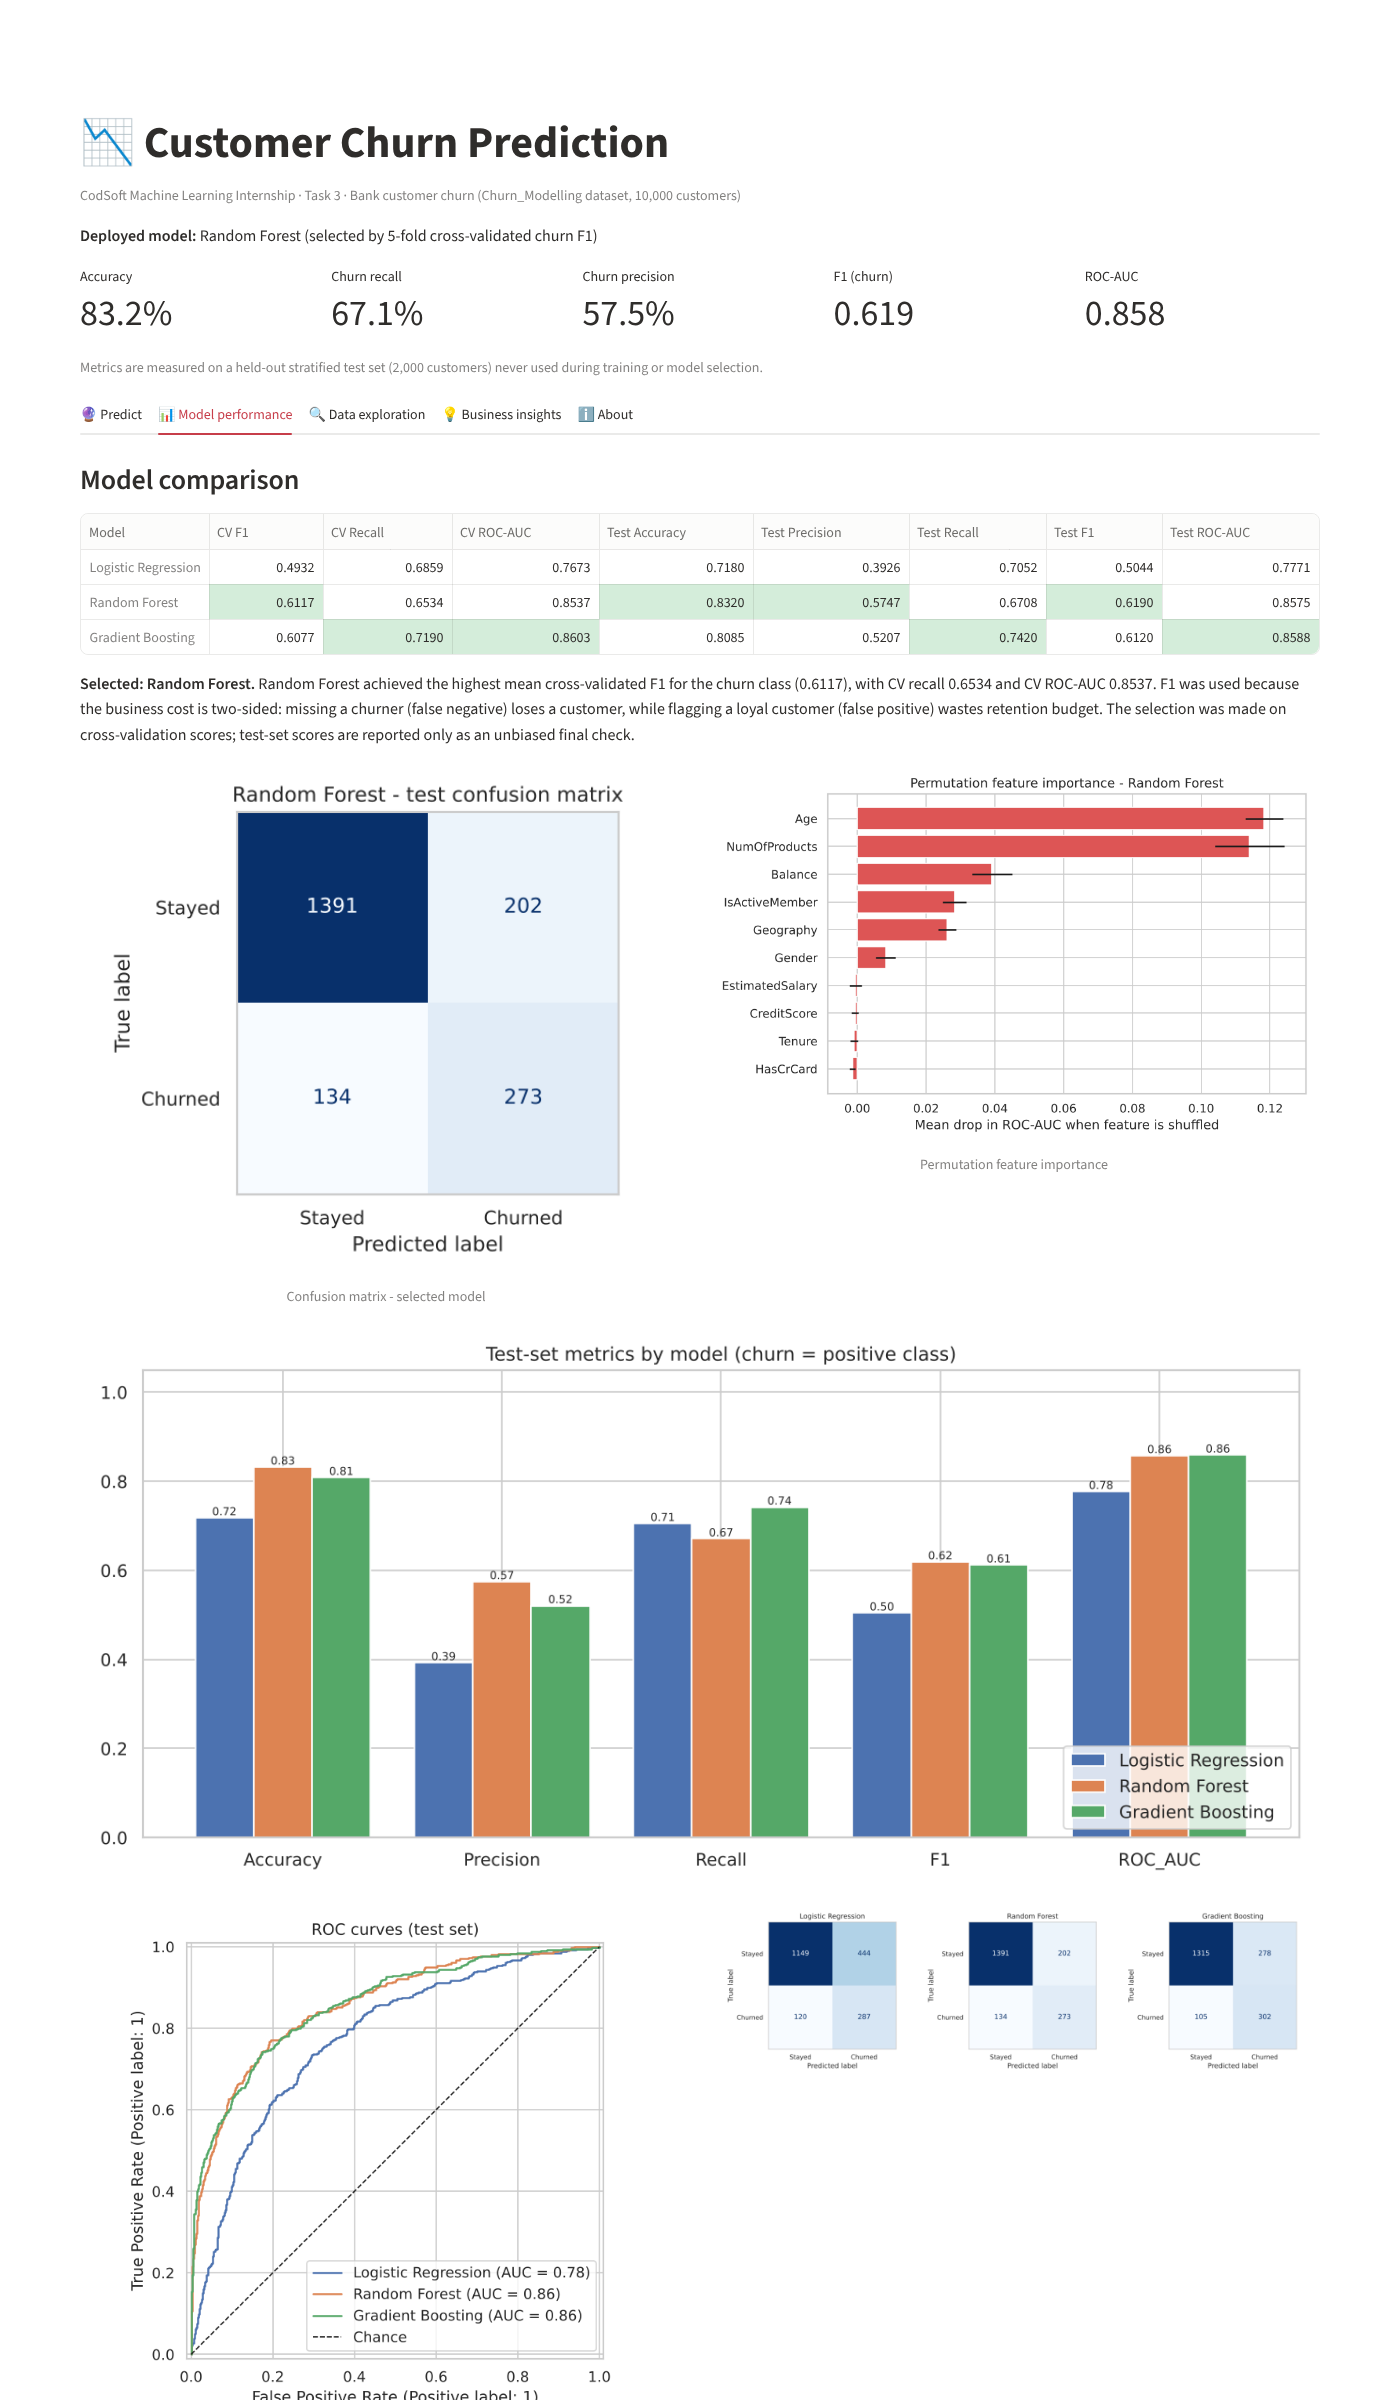 Customer Churn Prediction
CodSoft Machine Learning Internship · Task 3 · Bank customer churn (Churn_Modelling dataset, 10,000 customers)
Deployed model: Random Forest (selected by 5-fold cross-validated churn F1)
Accuracy Churn recall Churn precision F1 (churn) ROC-AUC
83.2% 67.1% 57.5% 0.619 0.858
Metrics are measured on a held-out stratified test set (2,000 customers) never used during training or model selection.
Predict Model performance Data exploration Business insights About
Model comparison
Model CV F1 CV Recall CV ROC-AUC Test Accuracy Test Precision Test Recall Test F1 Test ROC-AUC
Logistic Regression 0.4932 0.6859 0.7673 0.7180 0.3926 0.7052 0.5044 0.7771
Random Forest 0.6117 0.6534 0.8537 0.8320 0.5747 0.6708 0.6190 0.8575
Gradient Boosting 0.6077 0.7190 0.8603 0.8085 0.5207 0.7420 0.6120 0.8588
Selected: Random Forest. Random Forest achieved the highest mean cross-validated F1 for the churn class (0.6117), with CV recall 0.6534 and CV ROC-AUC 0.8537. F1 was used because
the business cost is two-sided: missing a churner (false negative) loses a customer, while flagging a loyal customer (false positive) wastes retention budget. The selection was made on
cross-validation scores; test-set scores are reported only as an unbiased final check.
Random Forest - test confusion matrix
True label
Stayed 1391 202
Churned 134 273
Stayed Churned
Predicted label
Confusion matrix - selected model
Permutation feature importance - Random Forest
Age
NumOfProducts
Balance
IsActiveMember
Geography
Gender
EstimatedSalary
CreditScore
Tenure
HasCrCard
0.00 0.02 0.04 0.06 0.08 0.10 0.12
Mean drop in ROC-AUC when feature is shuffled
Permutation feature importance
Test-set metrics by model (churn = positive class)
1.0
0.8
0.6
0.4
0.2
0.0
0.72 0.83 0.81
0.39 0.57 0.52
0.71 0.67 0.74
0.50 0.62 0.61
0.78 0.86 0.86
Logistic Regression
Random Forest
Gradient Boosting
Accuracy Precision Recall F1 ROC_AUC
ROC curves (test set)
True Positive Rate (Positive label: 1)
1.0
0.8
0.6
0.4
0.2
0.0
Logistic Regression (AUC = 0.78)
Random Forest (AUC = 0.86)
Gradient Boosting (AUC = 0.86)
Chance
0.0 0.2 0.4 0.6 0.8 1.0
False Positive Rate (Positive label: 1)
Logistic Regression
True label
Stayed 1149 444
Churned 120 287
Stayed Churned
Predicted label
Random Forest
True label
Stayed 1391 202
Churned 134 273
Stayed Churned
Predicted label
Gradient Boosting
True label
Stayed 1315 278
Churned 105 302
Stayed Churned
Predicted label